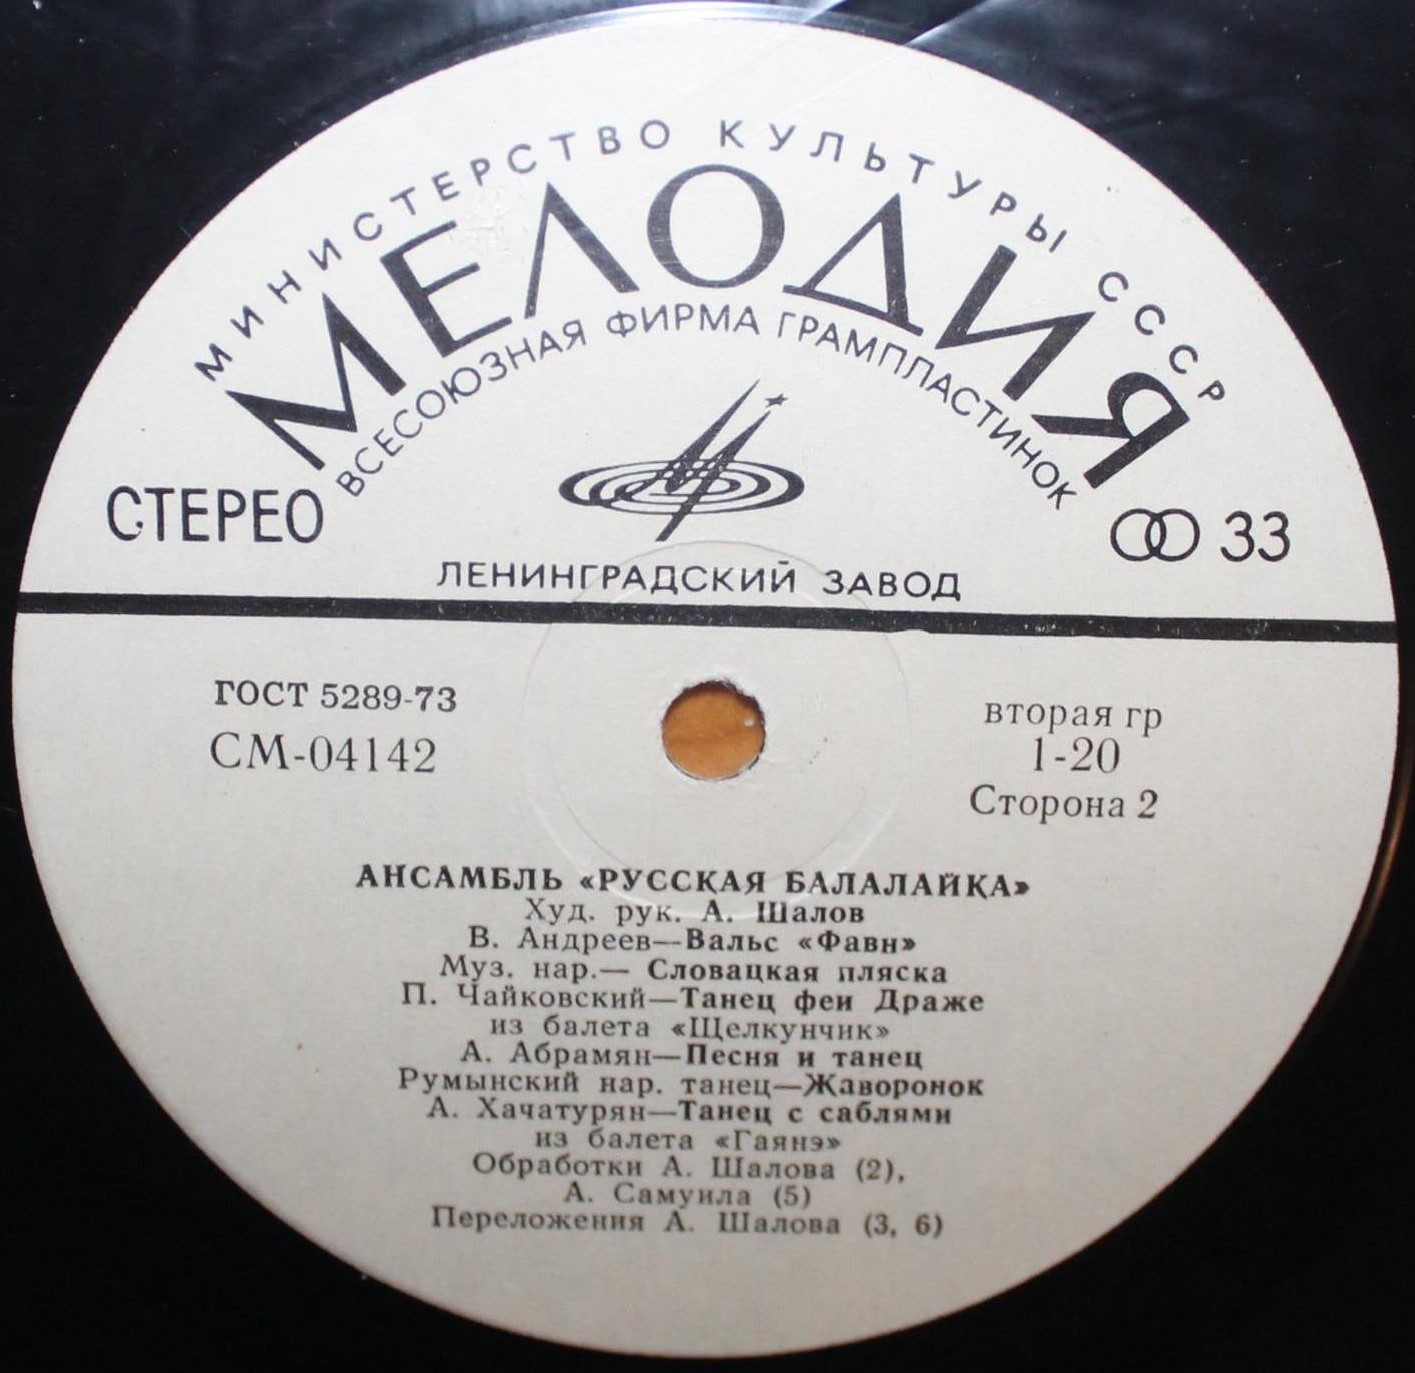 МИНИСТЕРСТВО КУЛЬТУРЫ СССР
МЕЛОДИЯ
ВСЕСОЮЗНАЯ ФИРМА ГРАМПЛАСТИНОК
СТЕРЕО
33
ЛЕНИНГРАДСКИЙ ЗАВОД
ГОСТ 5289-73
СМ-04142
вторая гр
1-20
Сторона 2
АНСАМБЛЬ «РУССКАЯ БАЛАЛАЙКА»
Худ. рук. А. Шалов
В. Андреев—Вальс «Фавн»
Муз. нар.— Словацкая пляска
П. Чайковский—Танец феи Драже
из балета «Щелкунчик»
А. Абрамян—Песня и танец
Румынский нар. танец—Жаворонок
А. Хачатурян—Танец с саблями
из балета «Гаянэ»
Обработки А. Шалова (2),
А. Самуила (5)
Переложения А. Шалова (3, 6)